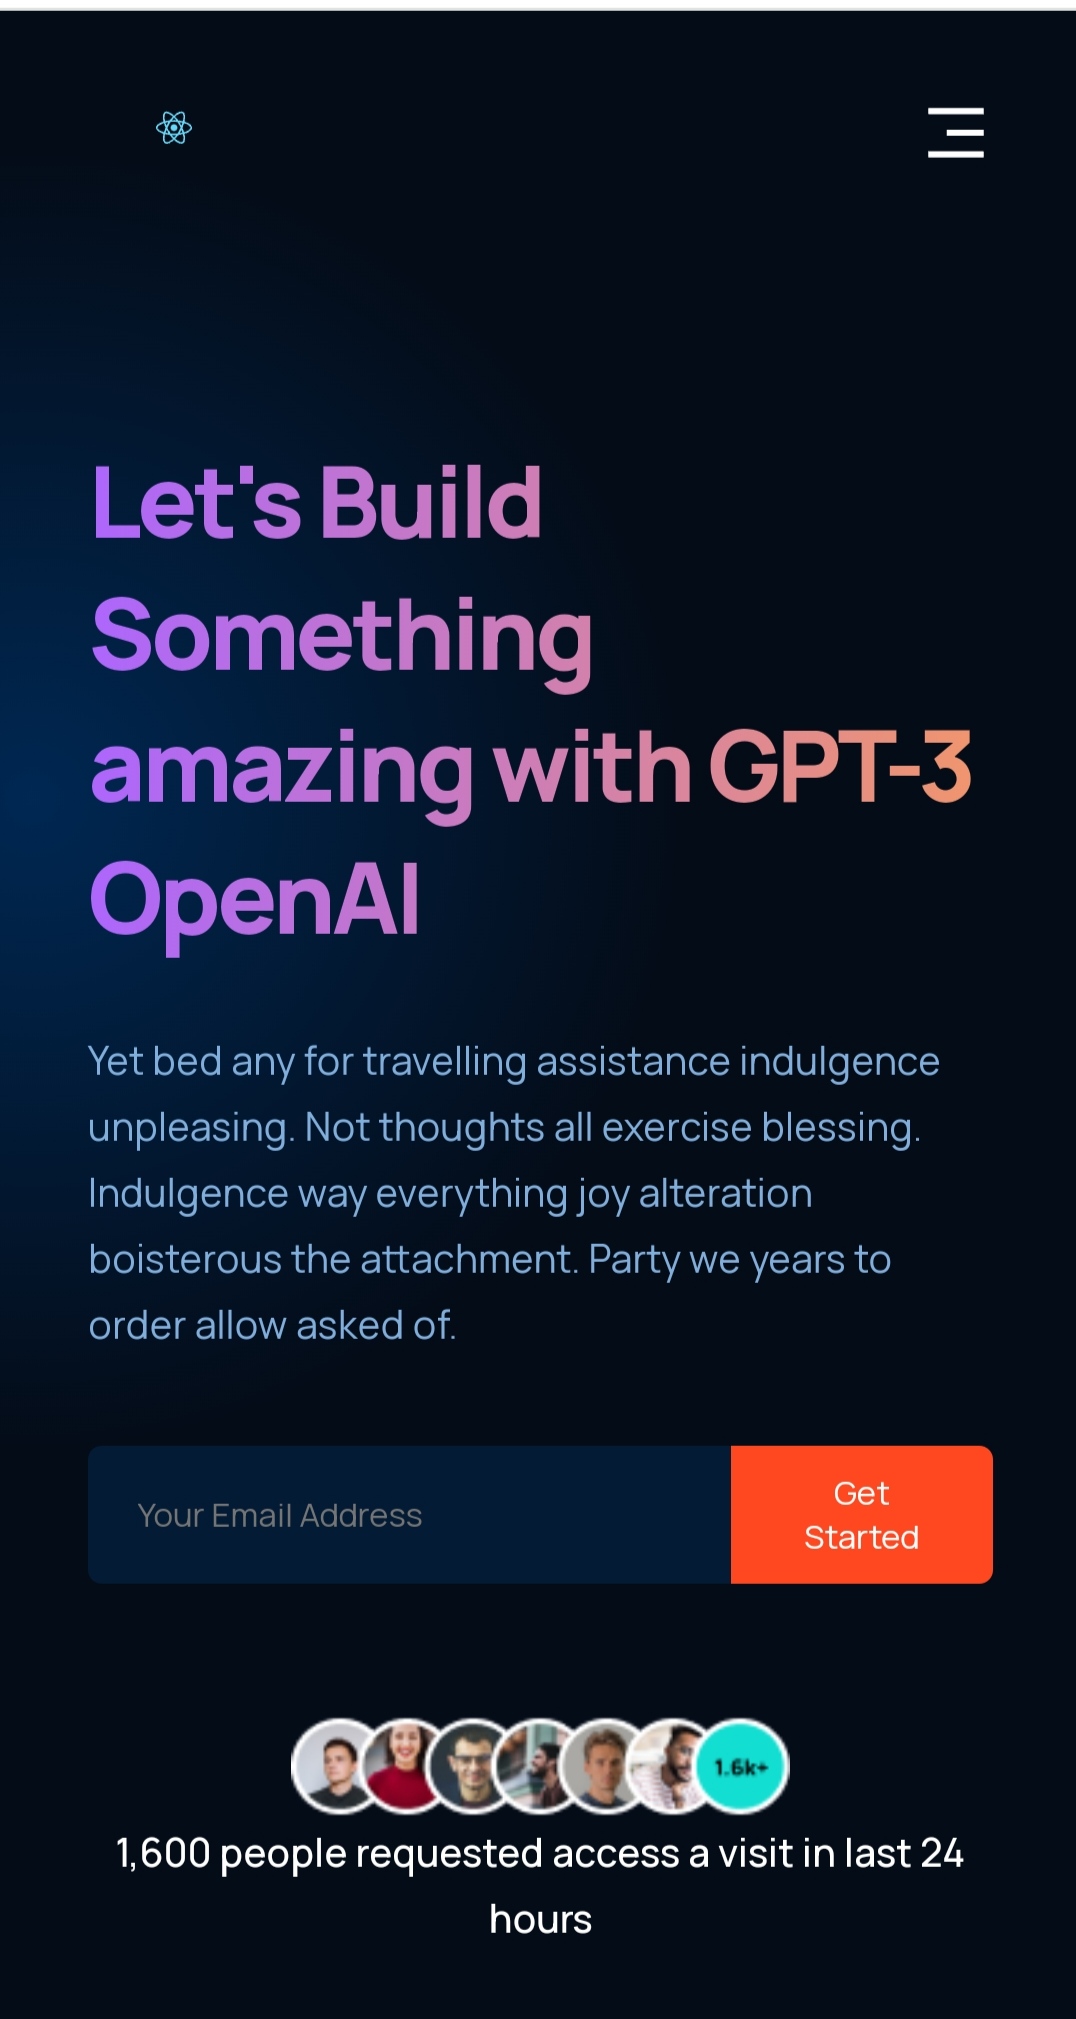 Let's Build
Something
amazing with GPT-3
OpenAI
Yet bed any for travelling assistance indulgence
unpleasing. Not thoughts all exercise blessing.
Indulgence way everything joy alteration
boisterous the attachment. Party we years to
order allow asked of.
Your Email Address
Get
Started
1.6k+
1,600 people requested access a visit in last 24
hours